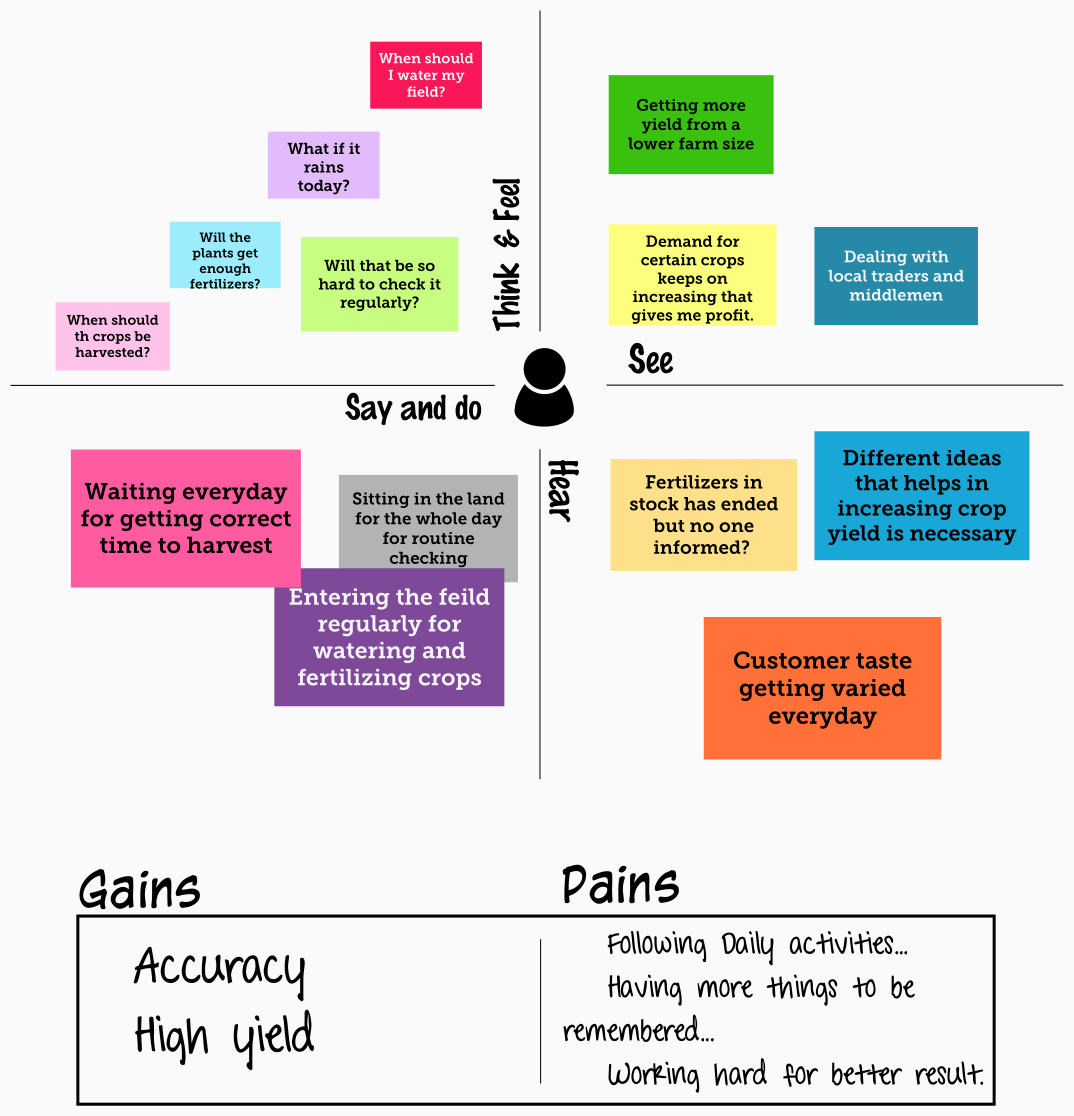 When should
I water my
field?
What if it
rains
today?
Will the
plants get
enough
fertilizers?
Will that be so
hard to check it
regularly?
When should
th crops be
harvested?
Think & Feel
Getting more
yield from a
lower farm size
Demand for
certain crops
keeps on
increasing that
gives me profit.
Dealing with
local traders and
middlemen
See
Say and do
Waiting everyday
for getting correct
time to harvest
Sitting in the land
for the whole day
for routine
checking
Entering the feild
regularly for
watering and
fertilizing crops
Hear
Fertilizers in
stock has ended
but no one
informed?
Different ideas
that helps in
increasing crop
yield is necessary
Customer taste
getting varied
everyday
Gains
Accuracy
High yield
Pains
Following Daily activities...
Having more things to be
remembered...
Working hard for better result.